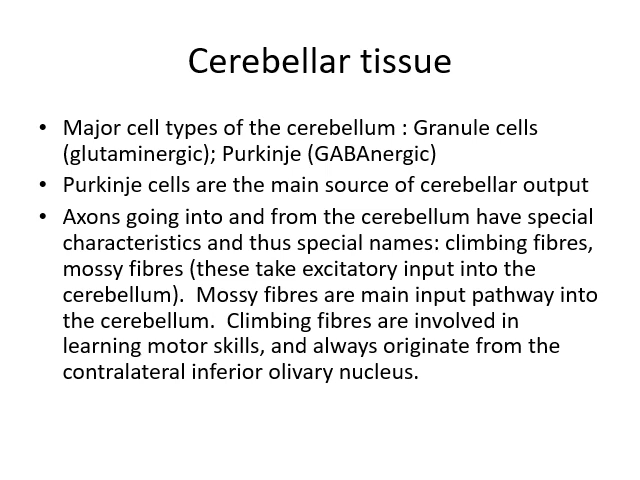 Cerebellar tissue
• Major cell types of the cerebellum : Granule cells
(glutaminergic); Purkinje (GABAnergic)
• Purkinje cells are the main source of cerebellar output
• Axons going into and from the cerebellum have special
characteristics and thus special names: climbing fibres,
mossy fibres (these take excitatory input into the
cerebellum).  Mossy fibres are main input pathway into
the cerebellum.  Climbing fibres are involved in
learning motor skills, and always originate from the
contralateral inferior olivary nucleus.